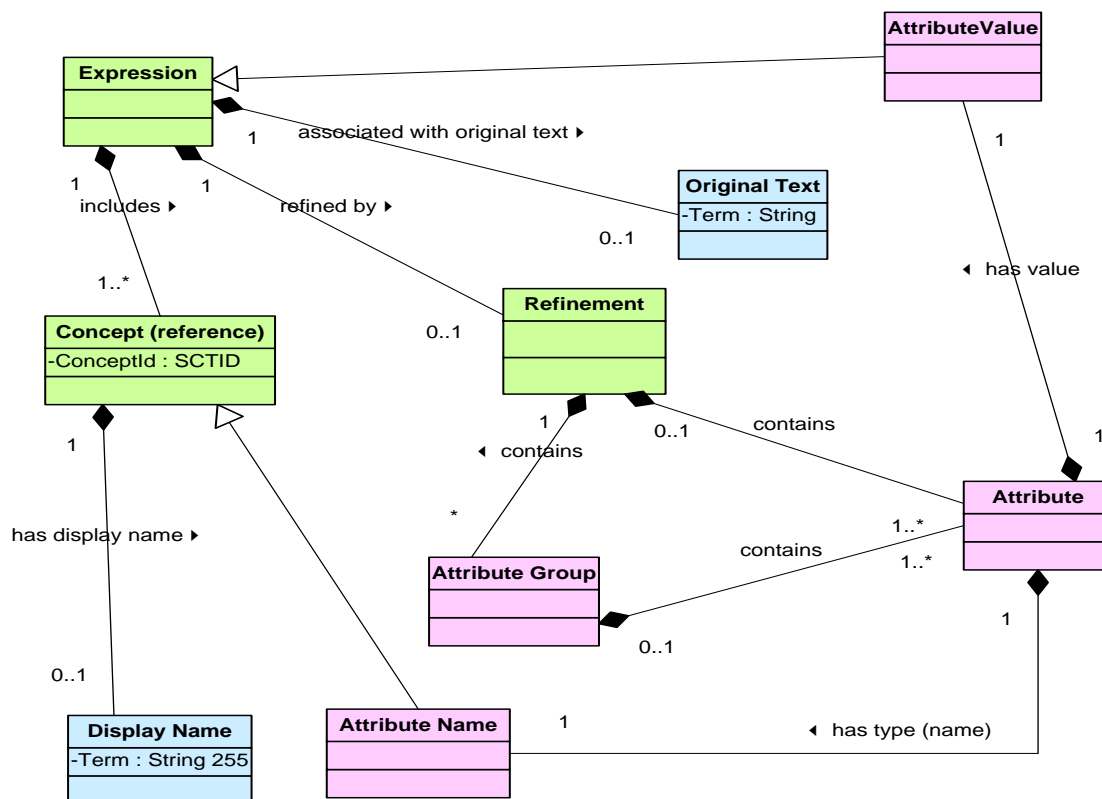 AttributeValue
Expression
1
associated with original text ▸
1
1
includes ▸
1
refined by ▸
Original Text
-Term : String
0..1
◂ has value
1..*
Refinement
Concept (reference)
-ConceptId : SCTID
0..1
1
1
0..1
contains
◂ contains
1
Attribute
has display name ▸
*
1..*
contains
1..*
Attribute Group
0..1
1
0..1
Display Name
-Term : String 255
Attribute Name
1
◂ has type (name)